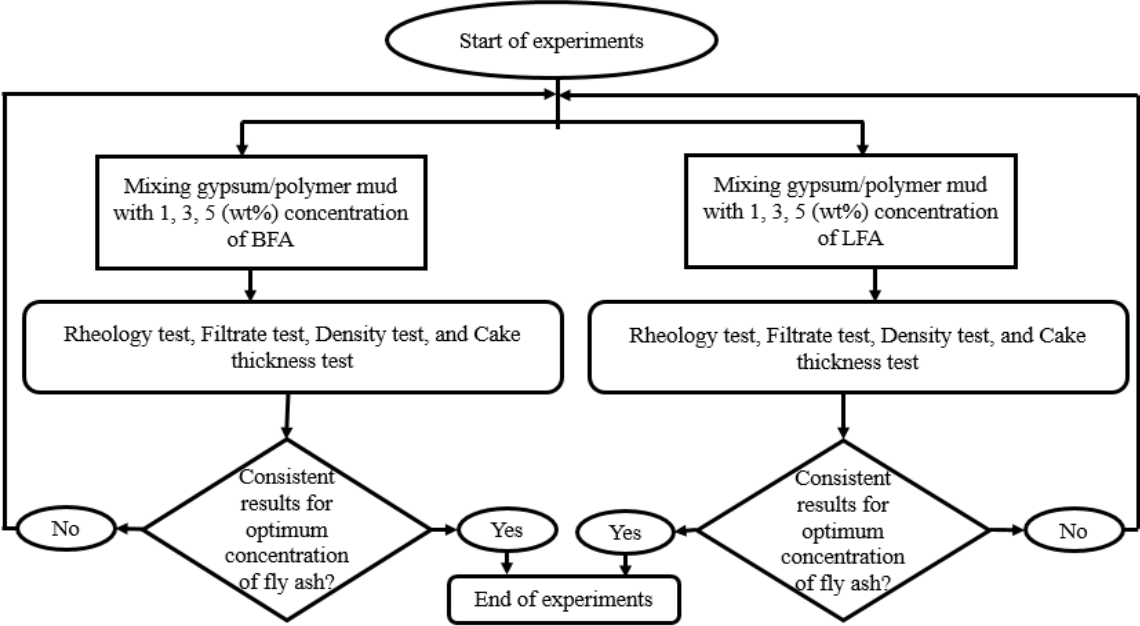 Start of experiments
Mixing gypsum/polymer mud
with 1, 3, 5 (wt%) concentration
of BFA
Mixing gypsum/polymer mud
with 1, 3, 5 (wt%) concentration
of LFA
Rheology test, Filtrate test, Density test, and Cake
thickness test
Rheology test, Filtrate test, Density test, and Cake
thickness test
Consistent
results for
optimum
concentration
of fly ash?
Consistent
results for
optimum
concentration
of fly ash?
No
Yes
Yes
No
End of experiments